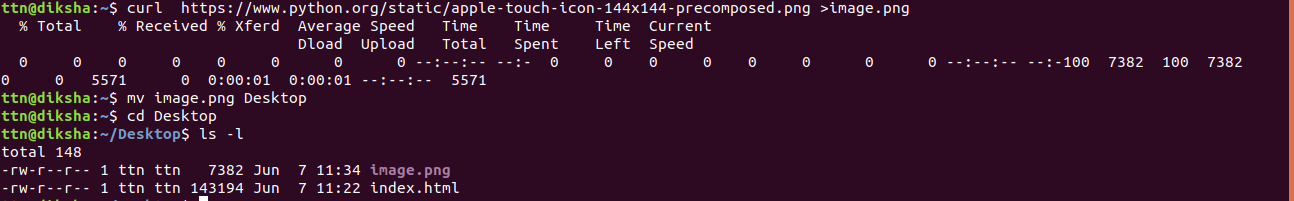 ttn@diksha:~$ curl  https://www.python.org/static/apple-touch-icon-144x144-precomposed.png >image.png
  % Total    % Received % Xferd  Average Speed   Time    Time     Time  Current
                                 Dload  Upload   Total   Spent    Left  Speed
  0     0    0     0    0     0      0      0 --:--:-- --:-  0     0    0     0    0     0      0      0 --:--:-- --:-100  7382  100  7382
0     0   5571      0  0:00:01  0:00:01 --:--:--  5571
ttn@diksha:~$ mv image.png Desktop
ttn@diksha:~$ cd Desktop
ttn@diksha:~/Desktop$ ls -l
total 148
-rw-r--r-- 1 ttn ttn   7382 Jun  7 11:34 image.png
-rw-r--r-- 1 ttn ttn 143194 Jun  7 11:22 index.html